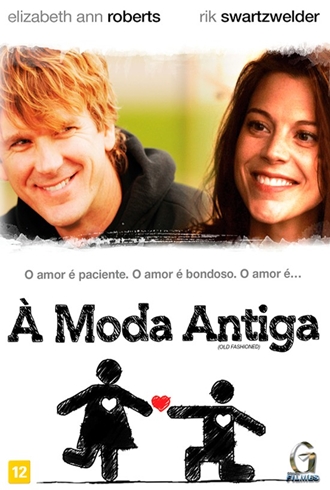 elizabeth ann roberts rik swartzwelder
O amor é paciente. O amor é bondoso. O amor é...
À Moda Antiga
(OLD FASHIONED)
12
G
FILMES